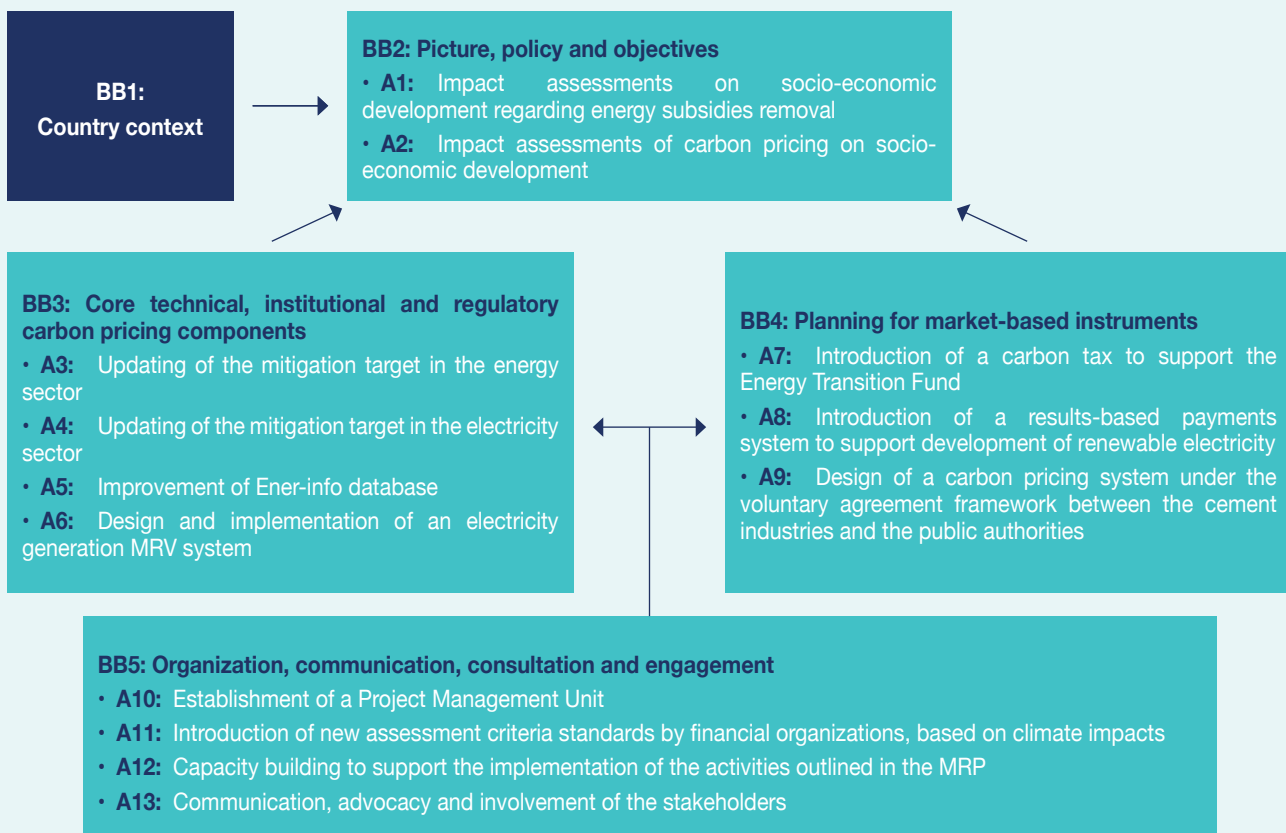 BB1:
Country context
BB2: Picture, policy and objectives
• A1: Impact assessments on socio-economic
development regarding energy subsidies removal
• A2: Impact assessments of carbon pricing on socio-
economic development
BB3: Core technical, institutional and regulatory
carbon pricing components
• A3: Updating of the mitigation target in the energy
sector
• A4: Updating of the mitigation target in the electricity
sector
• A5: Improvement of Ener-info database
• A6: Design and implementation of an electricity
generation MRV system
BB4: Planning for market-based instruments
• A7: Introduction of a carbon tax to support the
Energy Transition Fund
• A8: Introduction of a results-based payments
system to support development of renewable electricity
• A9: Design of a carbon pricing system under the
voluntary agreement framework between the cement
industries and the public authorities
BB5: Organization, communication, consultation and engagement
• A10: Establishment of a Project Management Unit
• A11: Introduction of new assessment criteria standards by financial organizations, based on climate impacts
• A12: Capacity building to support the implementation of the activities outlined in the MRP
• A13: Communication, advocacy and involvement of the stakeholders